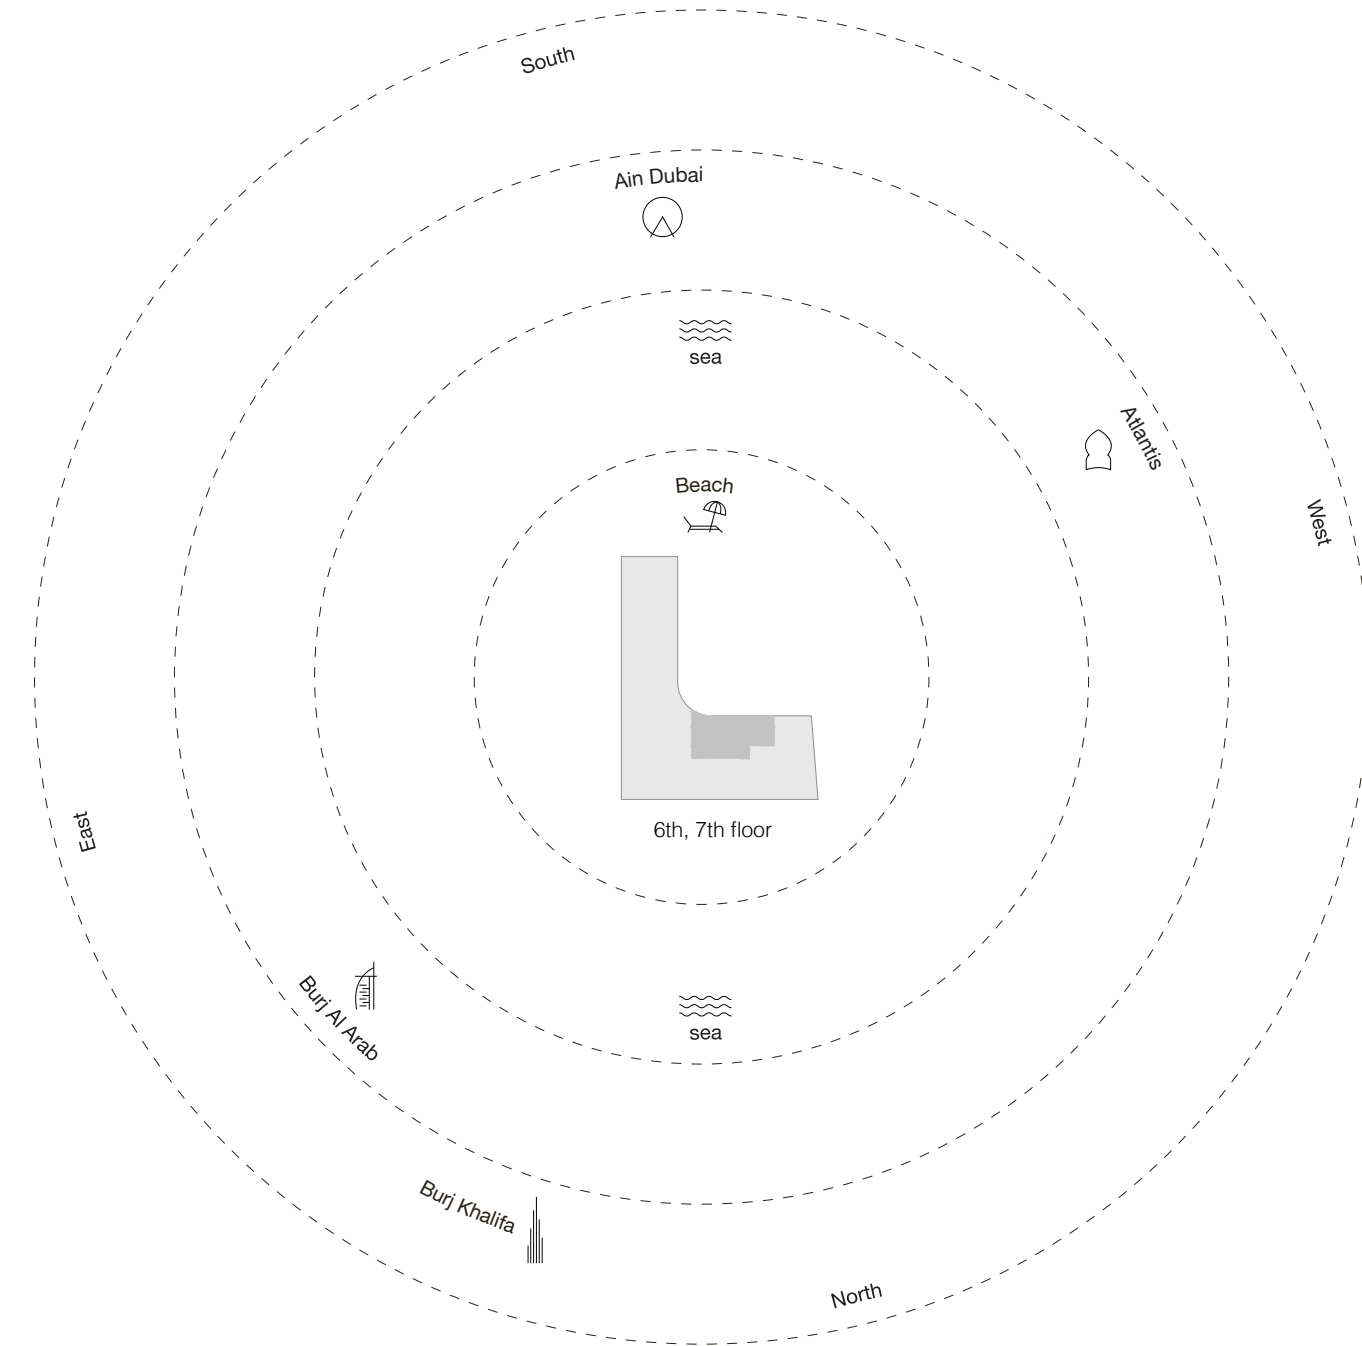 South
Ain Dubai
sea
Atlantis
Beach
West
6th, 7th floor
East
Burj Al Arab
sea
Burj Khalifa
North